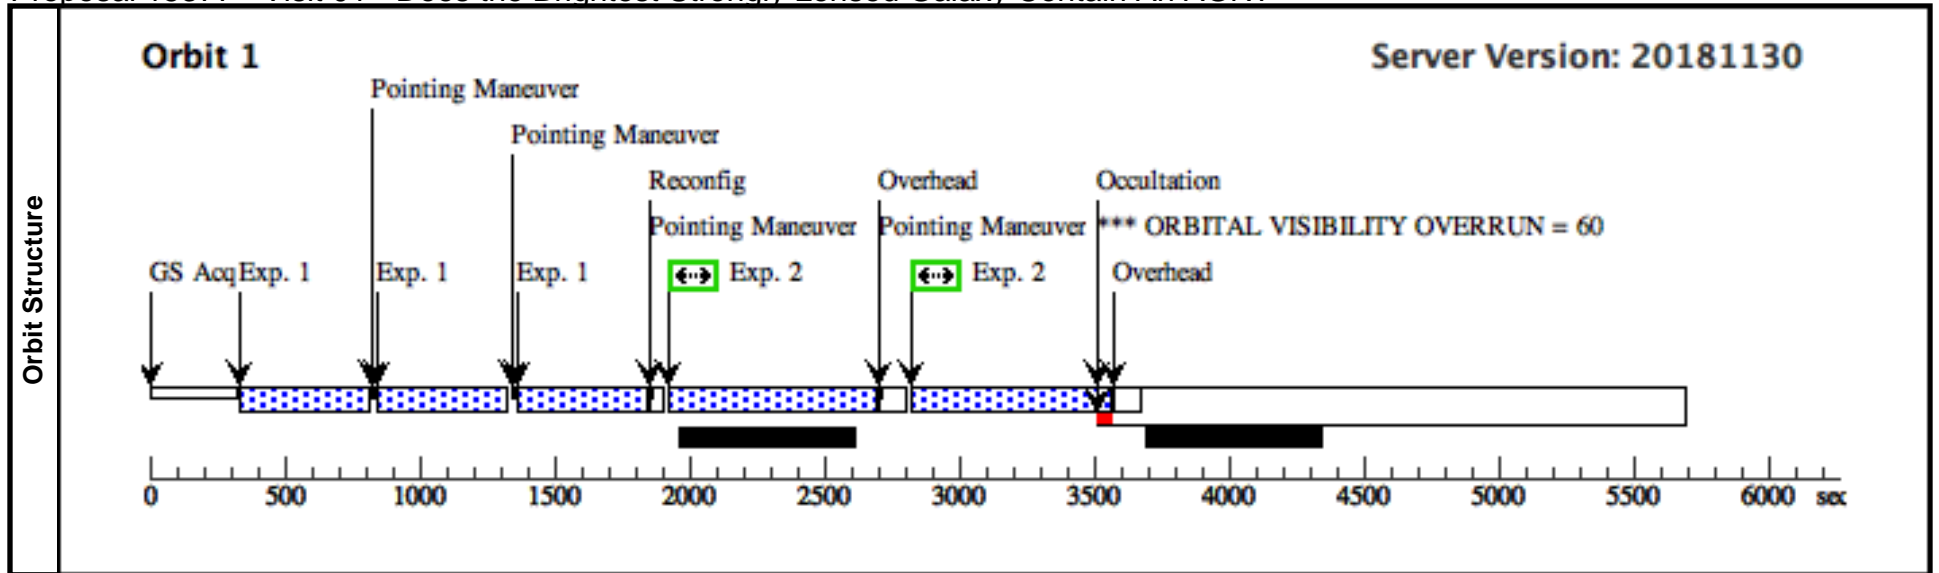 Orbit 1
Server Version: 20181130
Pointing Maneuver
Pointing Maneuver
Reconfig
Overhead
Occultation
Pointing Maneuver
Pointing Maneuver
*** ORBITAL VISIBILITY OVERRUN = 60
GS Acq
Exp. 1
Exp. 1
Exp. 1
Exp. 2
Exp. 2
Overhead
Orbit Structure
0 500 1000 1500 2000 2500 3000 3500 4000 4500 5000 5500 6000 sec